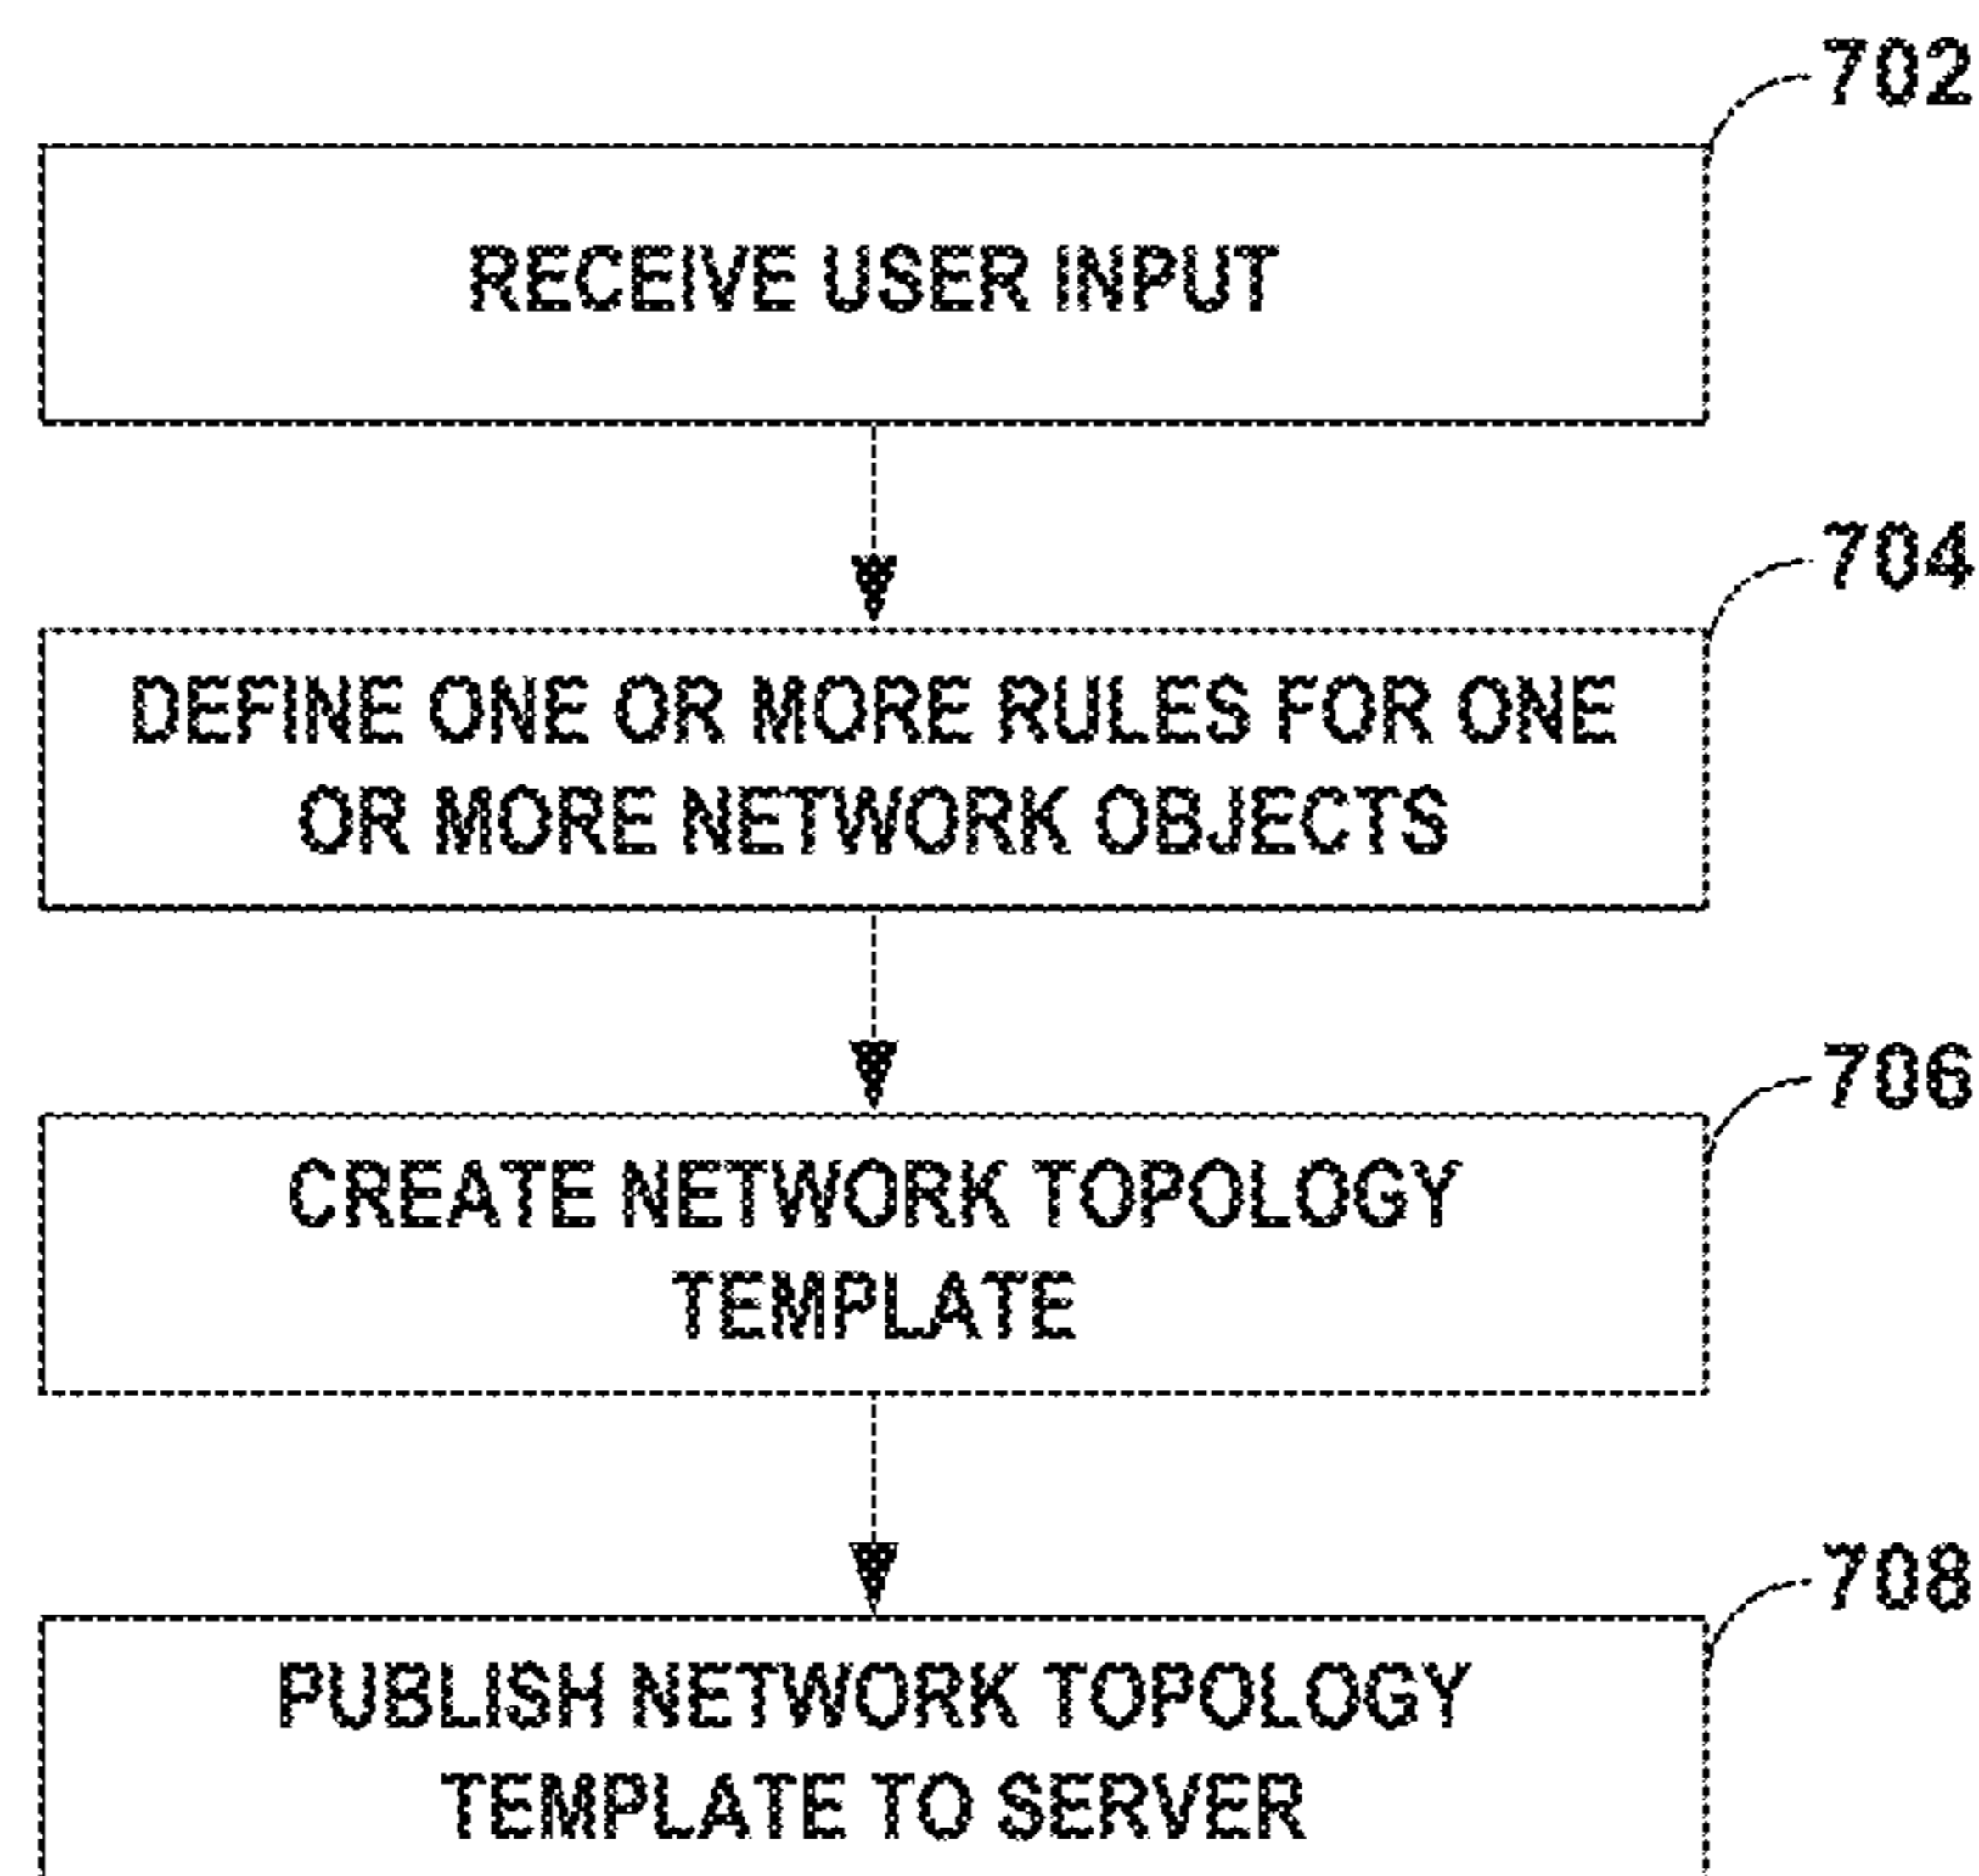 702
RECEIVE USER INPUT
704
DEFINE ONE OR MORE RULES FOR ONE
OR MORE NETWORK OBJECTS
706
CREATE NETWORK TOPOLOGY
TEMPLATE
708
PUBLISH NETWORK TOPOLOGY
TEMPLATE TO SERVER